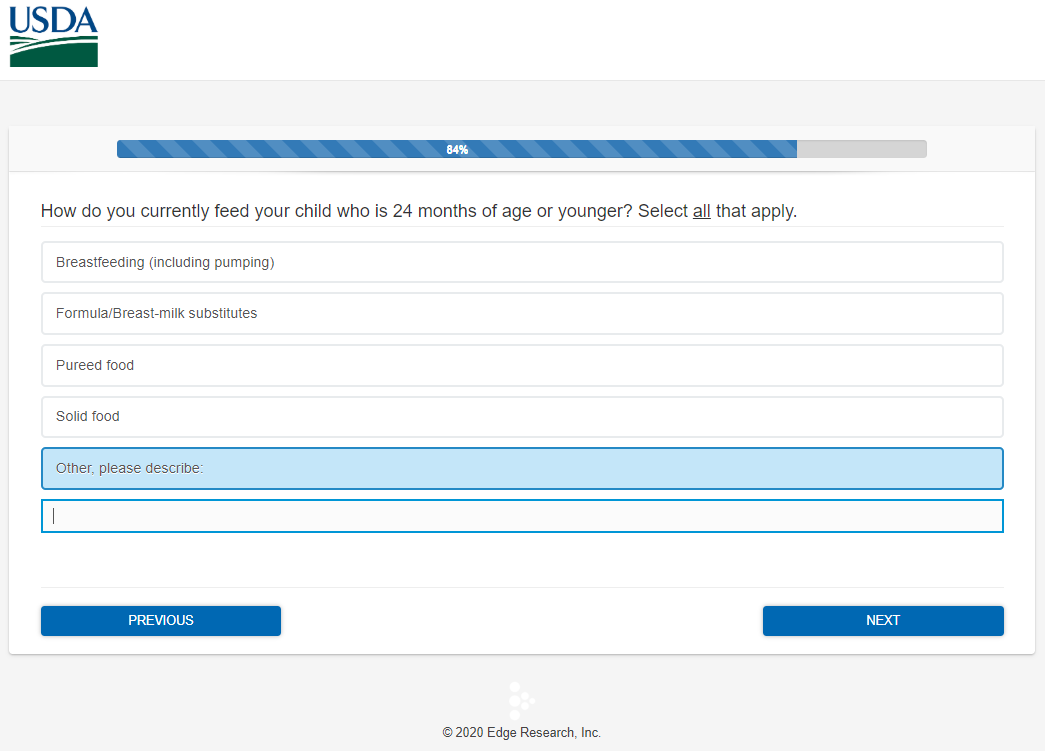 USDA
84%
How do you currently feed your child who is 24 months of age or younger? Select all that apply.
Breastfeeding (including pumping)
Formula/Breast-milk substitutes
Pureed food
Solid food
Other, please describe:
PREVIOUS
NEXT
© 2020 Edge Research, Inc.